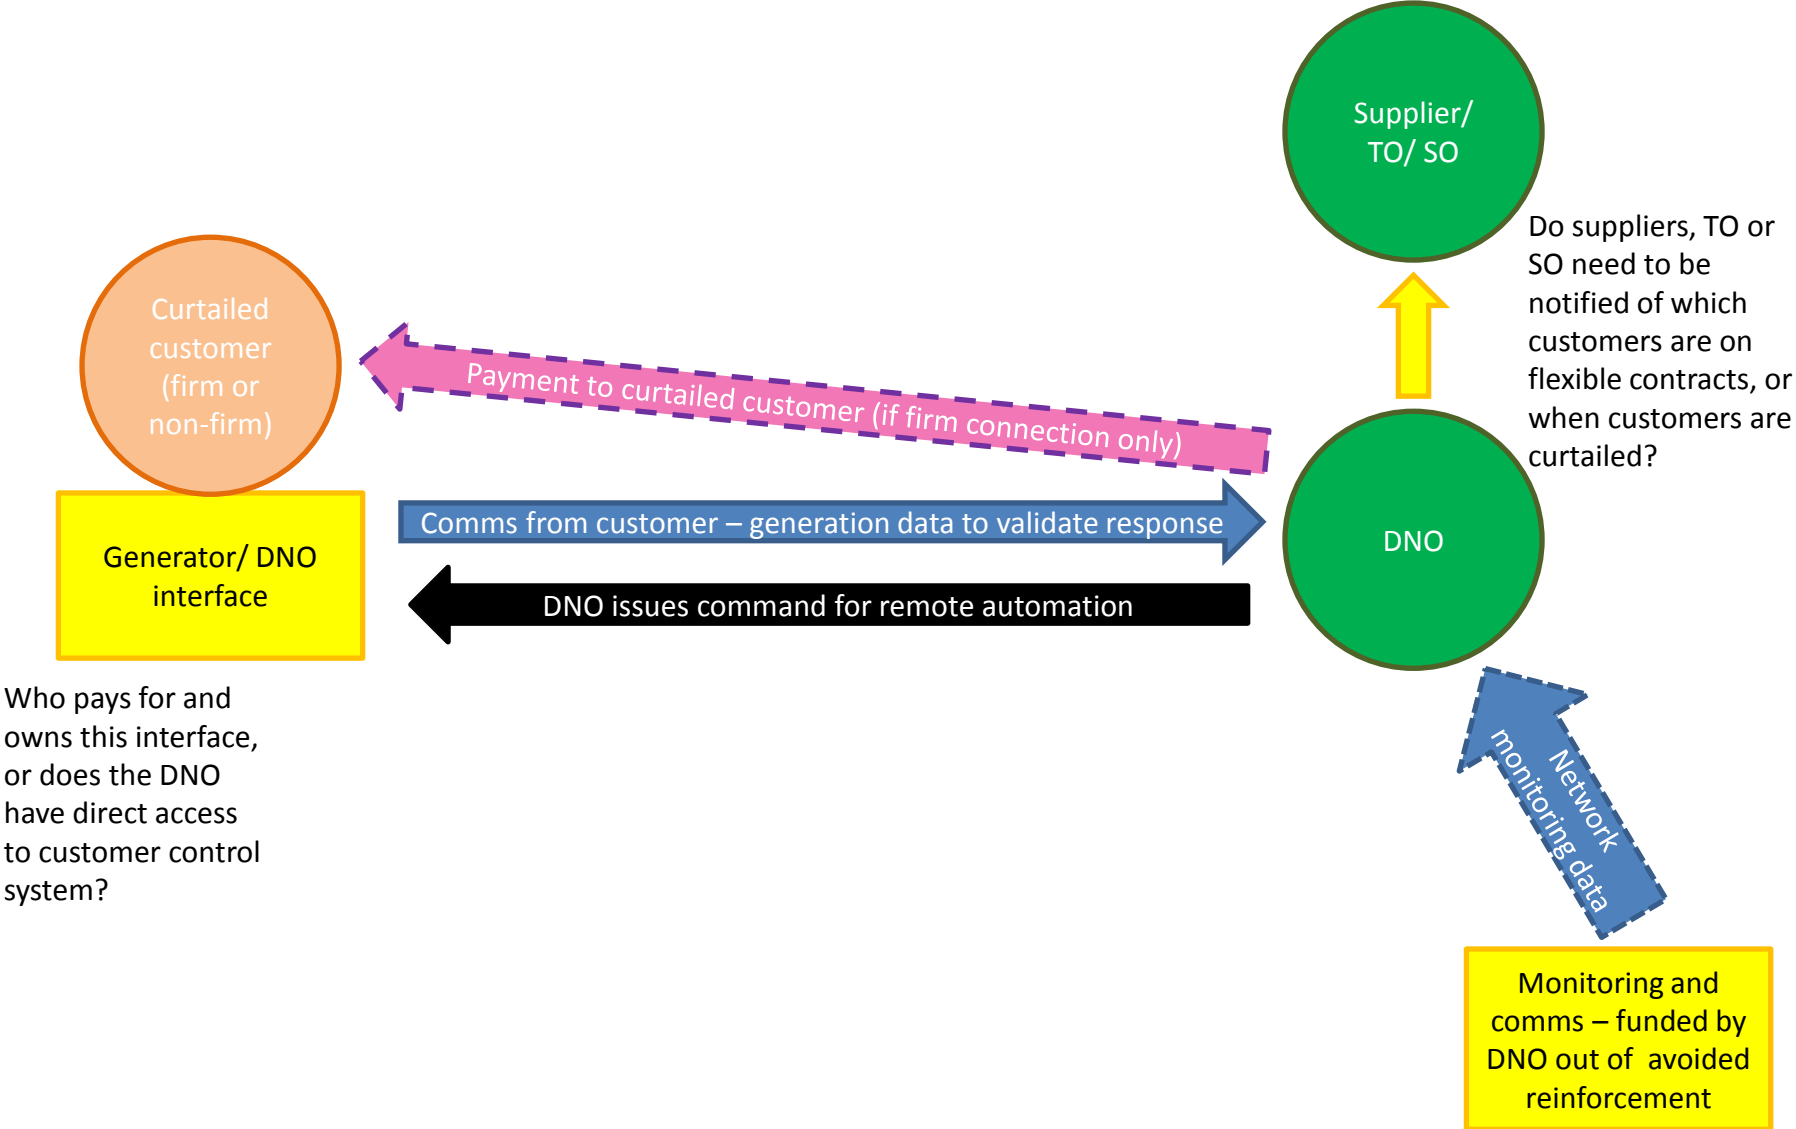 Supplier/
TO/ SO
Do suppliers, TO or
SO need to be
notified of which
customers are on
flexible contracts, or
when customers are
curtailed?
Curtailed
customer
(firm or
non-firm)
Payment to curtailed customer (if firm connection only)
Comms from customer – generation data to validate response
DNO
Generator/ DNO
interface
DNO issues command for remote automation
Who pays for and
owns this interface,
or does the DNO
have direct access
to customer control
system?
Network
monitoring data
Monitoring and
comms – funded by
DNO out of avoided
reinforcement